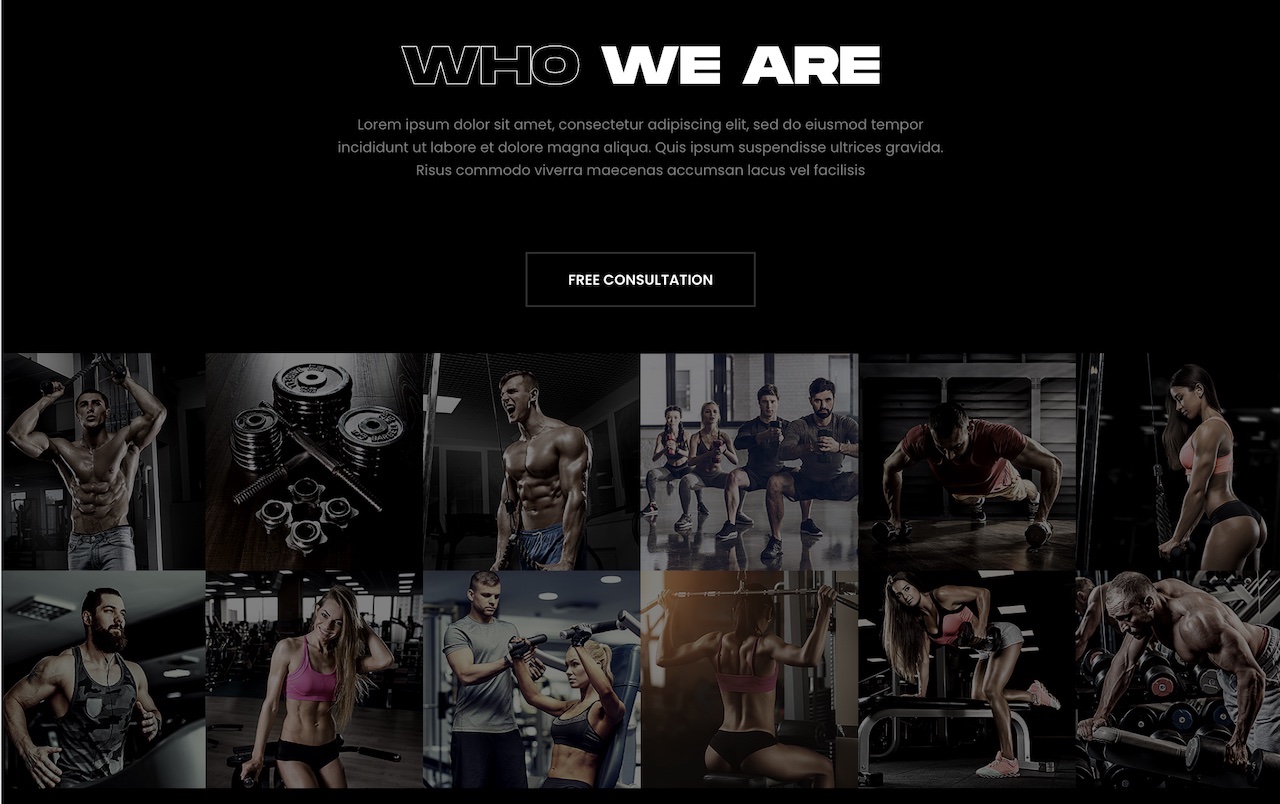 WHO WE ARE
Lorem ipsum dolor sit amet, consectetur adipiscing elit, sed do eiusmod tempor
incididunt ut labore et dolore magna aliqua. Quis ipsum suspendisse ultrices gravida.
Risus commodo viverra maecenas accumsan lacus vel facilisis
FREE CONSULTATION